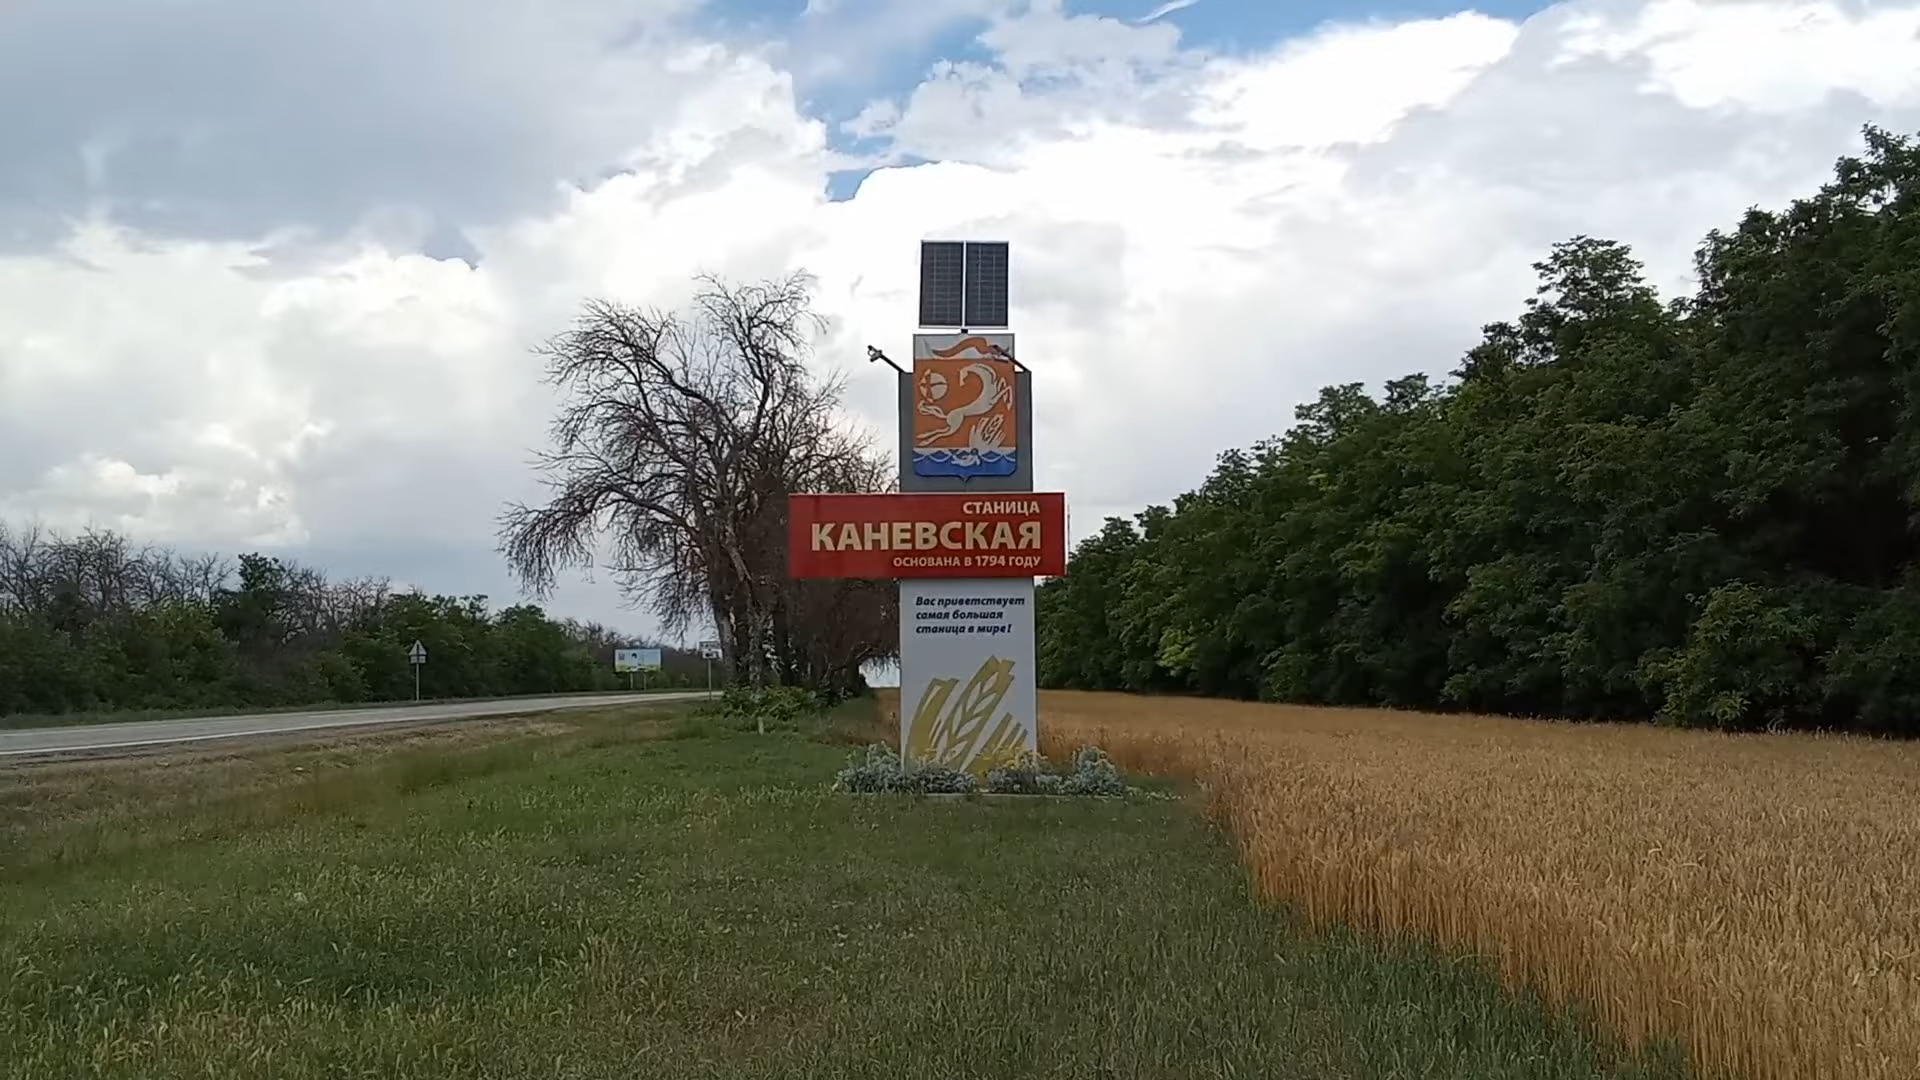 СТАНИЦА
КАНЕВСКАЯ
ОСНОВАНА В 1794 ГОДУ
Вас приветствует
самая большая
станица в мире!